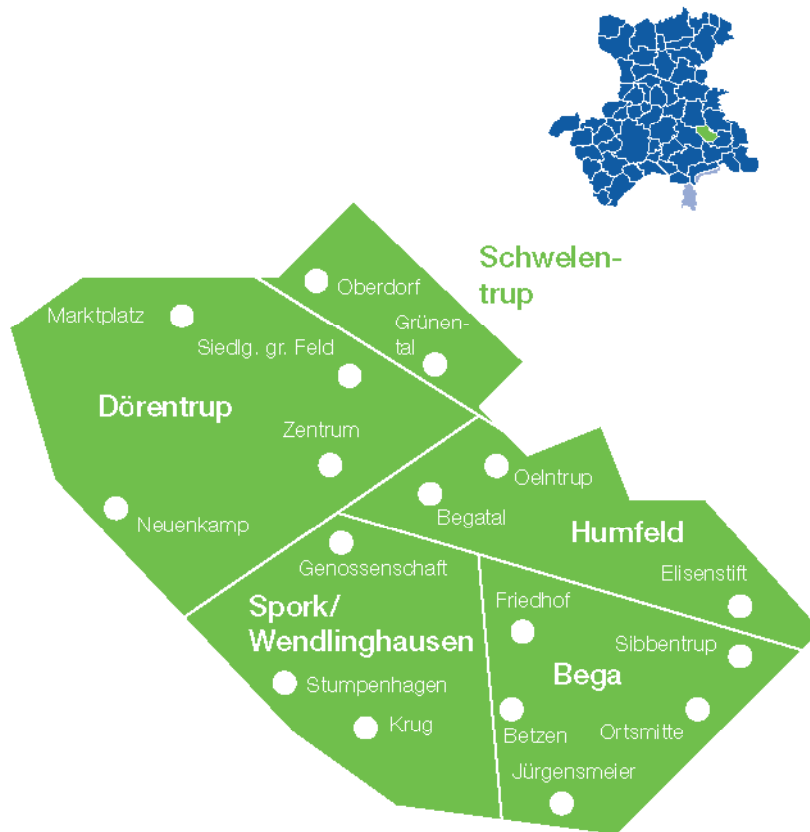 Schwelen-
trup
Oberdorf
Marktplatz
Grünen-
tal
Siedlg. gr. Feld
Dörentrup
Zentrum
Oelntrup
Begatal
Neuenkamp
Humfeld
Genossenschaft
Elisenstift
Friedhof
Spork/
Wendlinghausen
Sibbentrup
Bega
Stumpenhagen
Krug
Betzen
Ortsmitte
Jürgensmeier